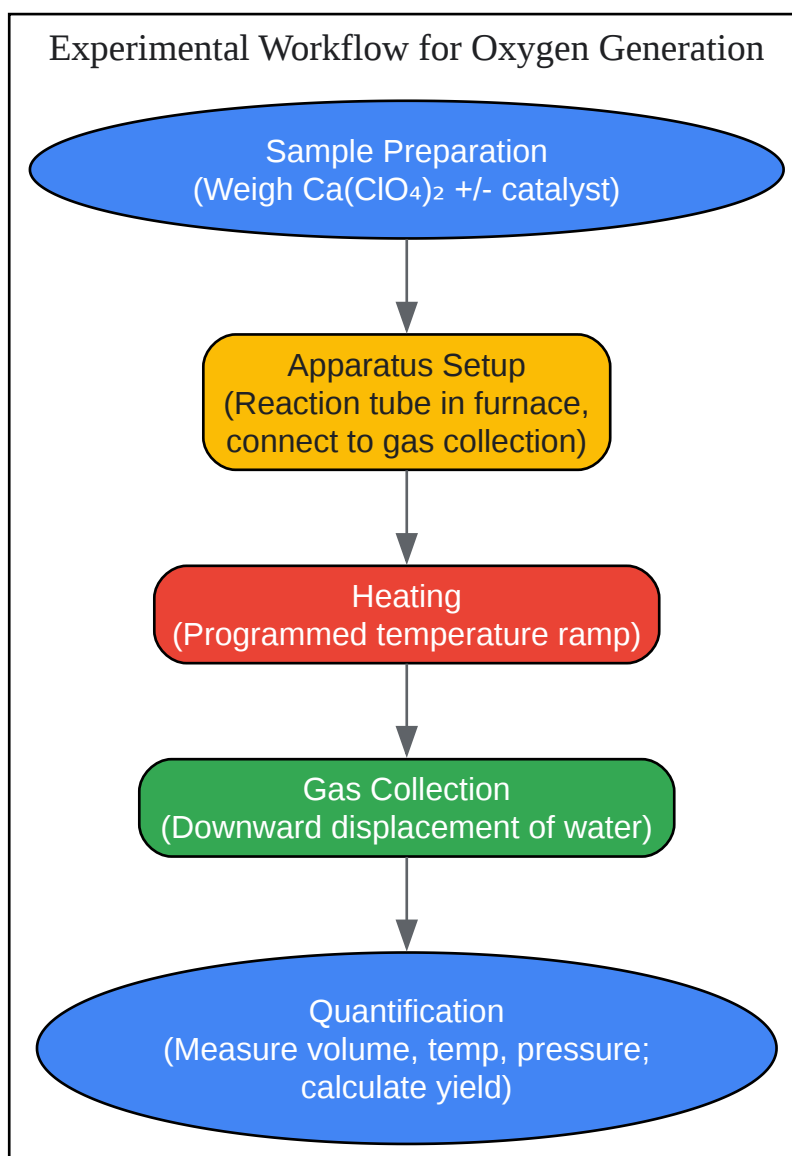 Experimental Workflow for Oxygen Generation
Sample Preparation
(Weigh Ca(ClO₄)₂ +/- catalyst)
Apparatus Setup
(Reaction tube in furnace,
connect to gas collection)
Heating
(Programmed temperature ramp)
Gas Collection
(Downward displacement of water)
Quantification
(Measure volume, temp, pressure;
calculate yield)